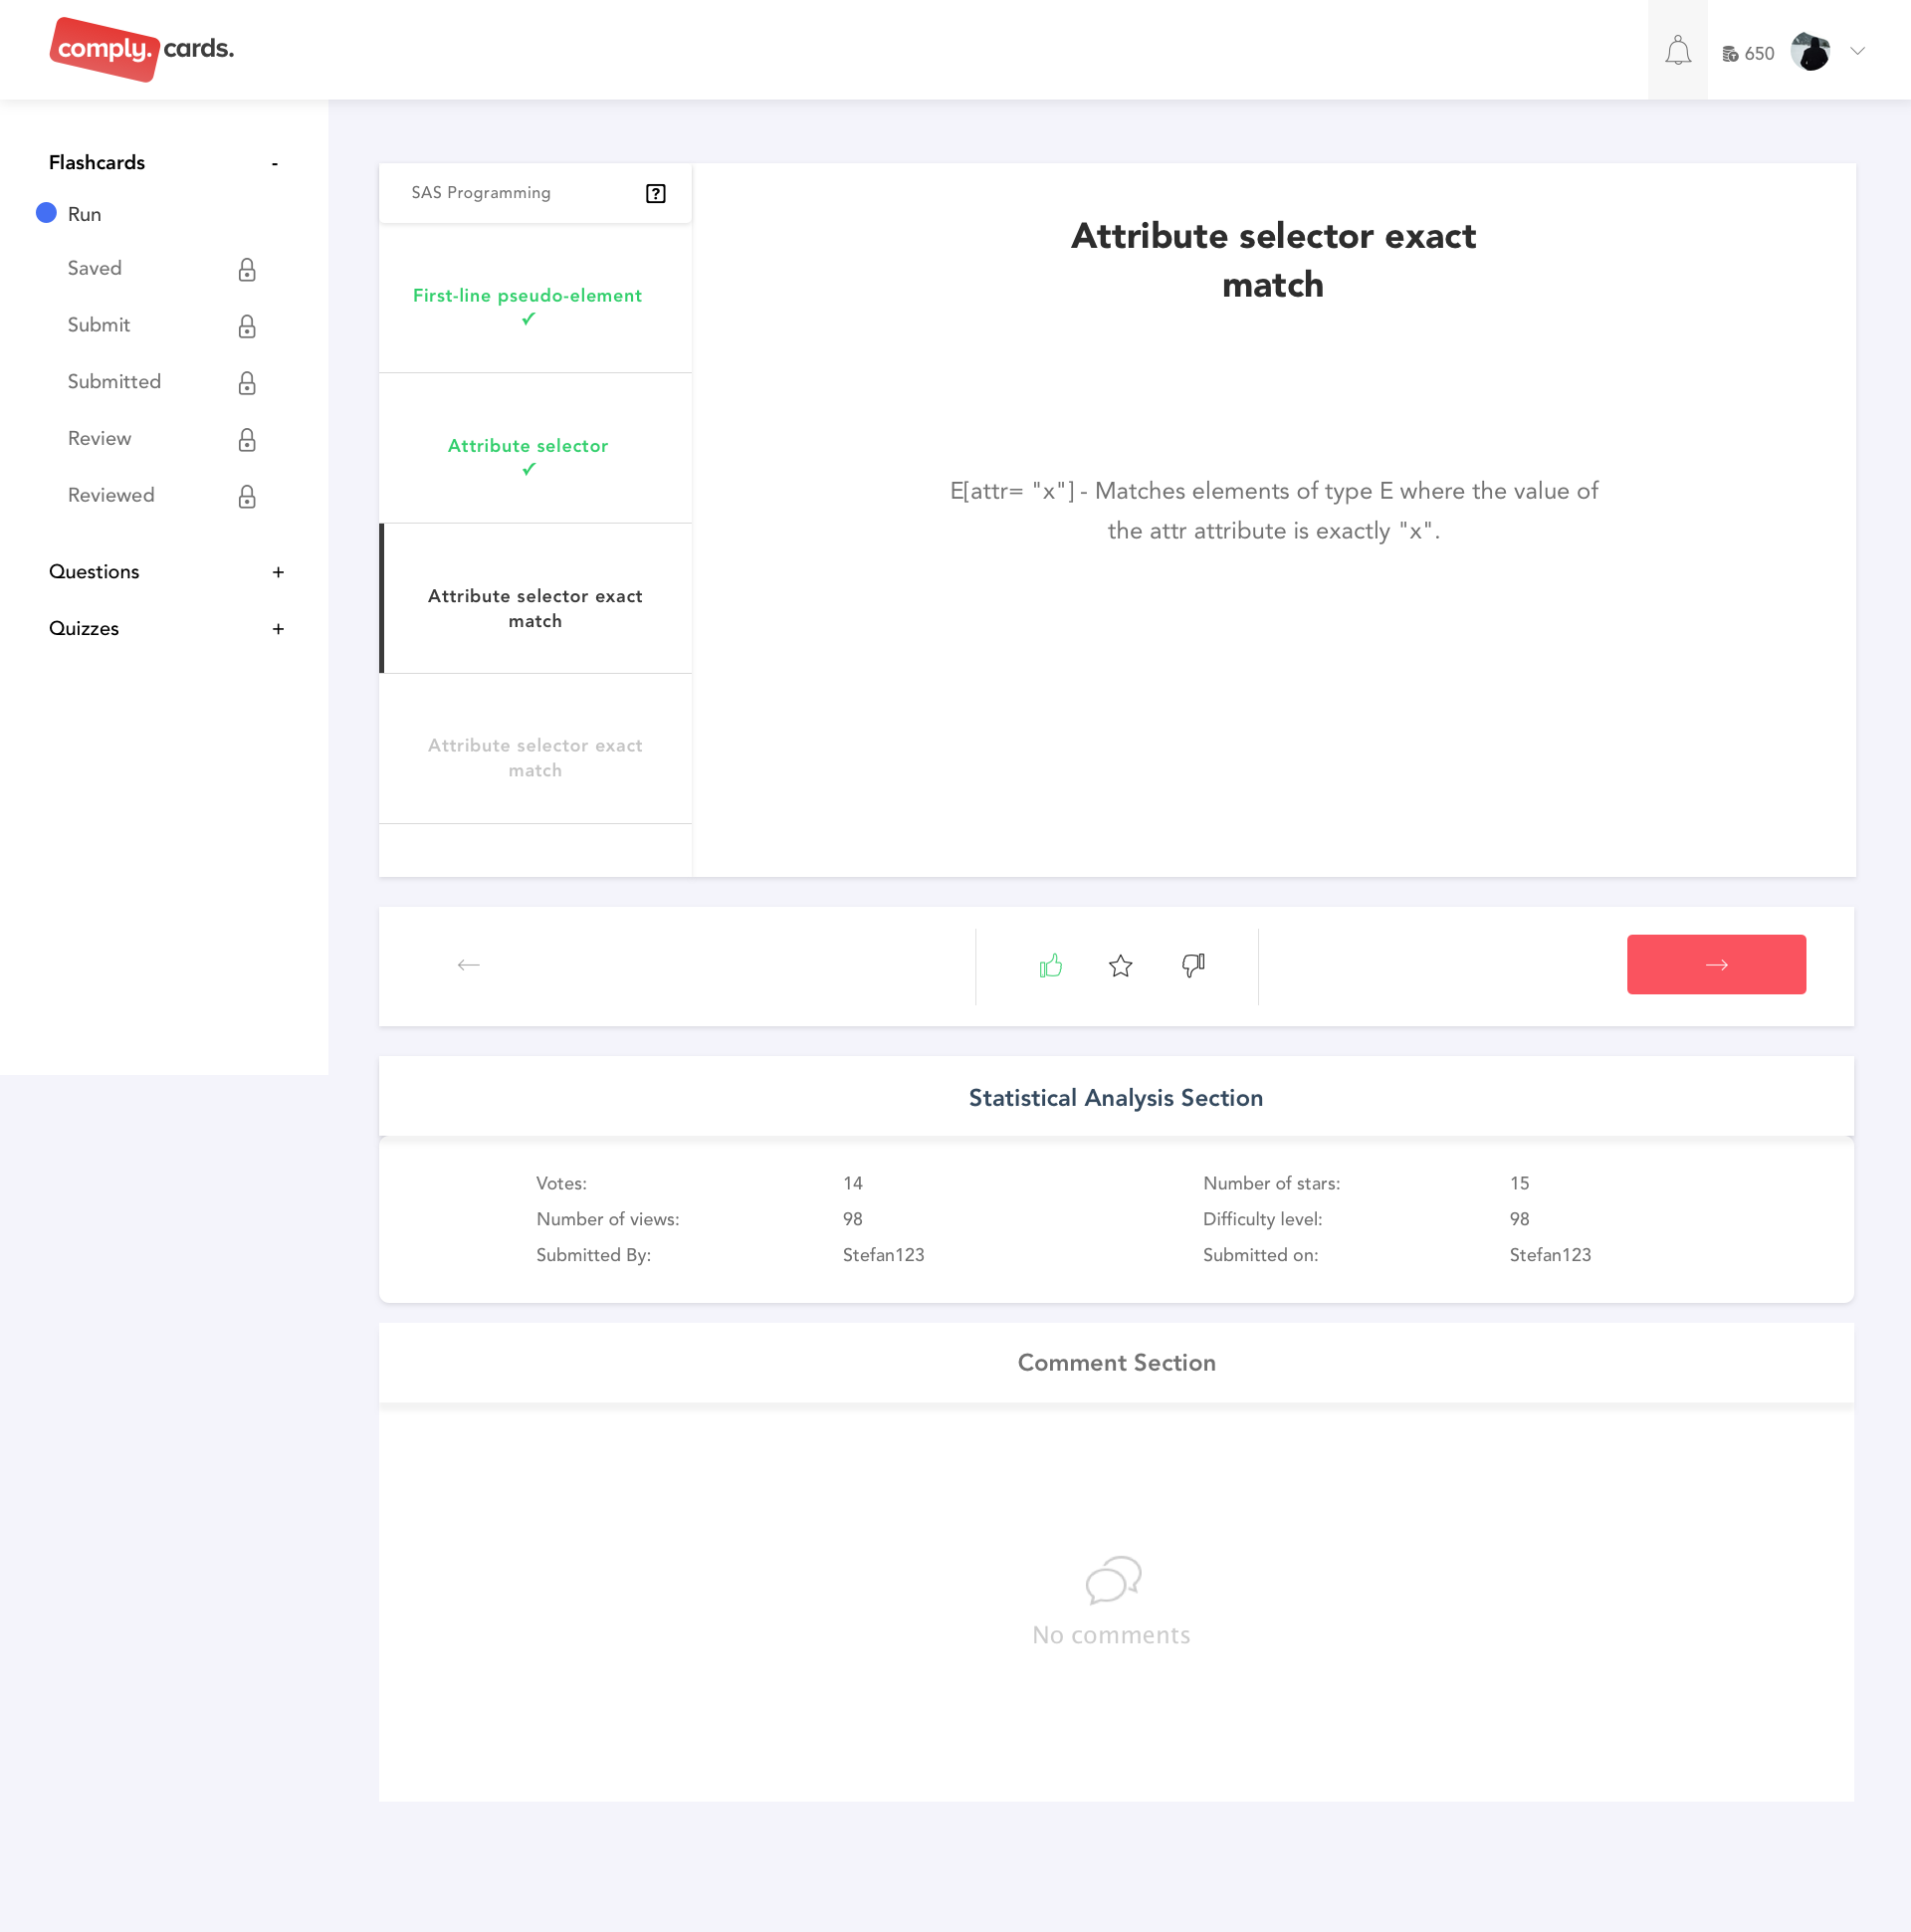 comply. cards.
650
Flashcards -
Run
Saved
Submit
Submitted
Review
Reviewed
Questions +
Quizzes +
SAS Programming ?
First-line pseudo-element
✓
Attribute selector
✓
Attribute selector exact
match
Attribute selector exact
match
Attribute selector exact
match
E[attr= "x"] - Matches elements of type E where the value of
the attr attribute is exactly "x".
Statistical Analysis Section
Votes: 14 Number of stars: 15
Number of views: 98 Difficulty level: 98
Submitted By: Stefan123 Submitted on: Stefan123
Comment Section
No comments